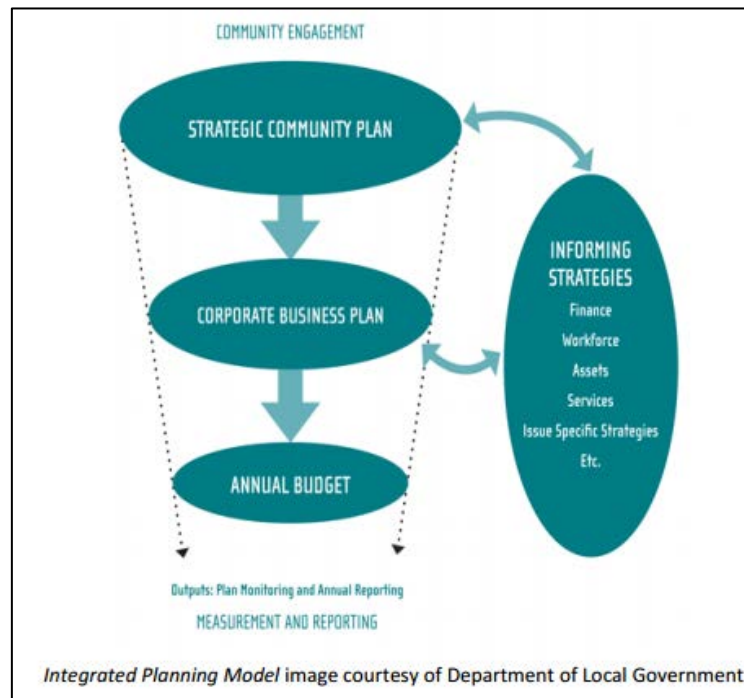 COMMUNITY ENGAGEMENT
STRATEGIC COMMUNITY PLAN
CORPORATE BUSINESS PLAN
ANNUAL BUDGET
INFORMING
STRATEGIES
Finance
Workforce
Assets
Services
Issue Specific Strategies
Etc.
Outputs: Plan Monitoring and Annual Reporting
MEASUREMENT AND REPORTING
Integrated Planning Model image courtesy of Department of Local Government